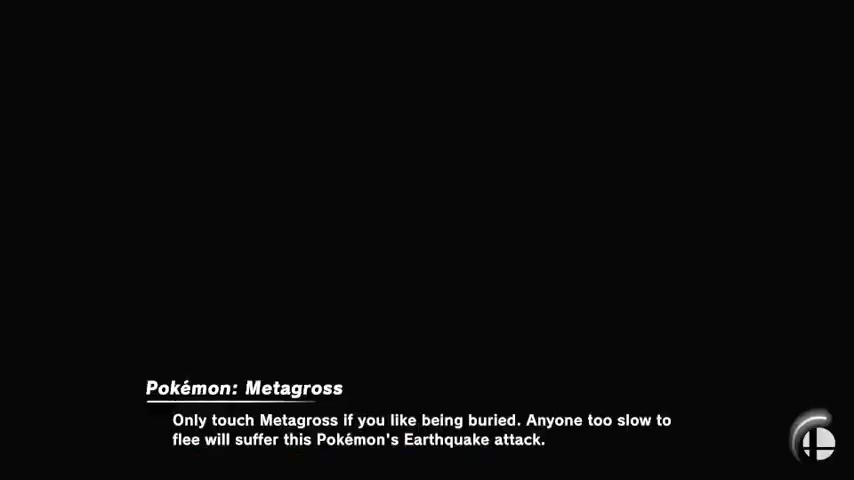 Pokémon: Metagross
Only touch Metagross if you like being buried. Anyone too slow to
flee will suffer this Pokémon's Earthquake attack.